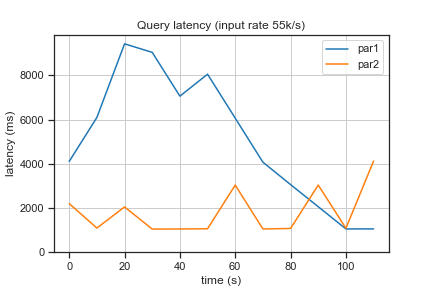 Query latency (input rate 55k/s)
par1
par2
latency (ms)
8000
6000
4000
2000
0
0 20 40 60 80 100
time (s)